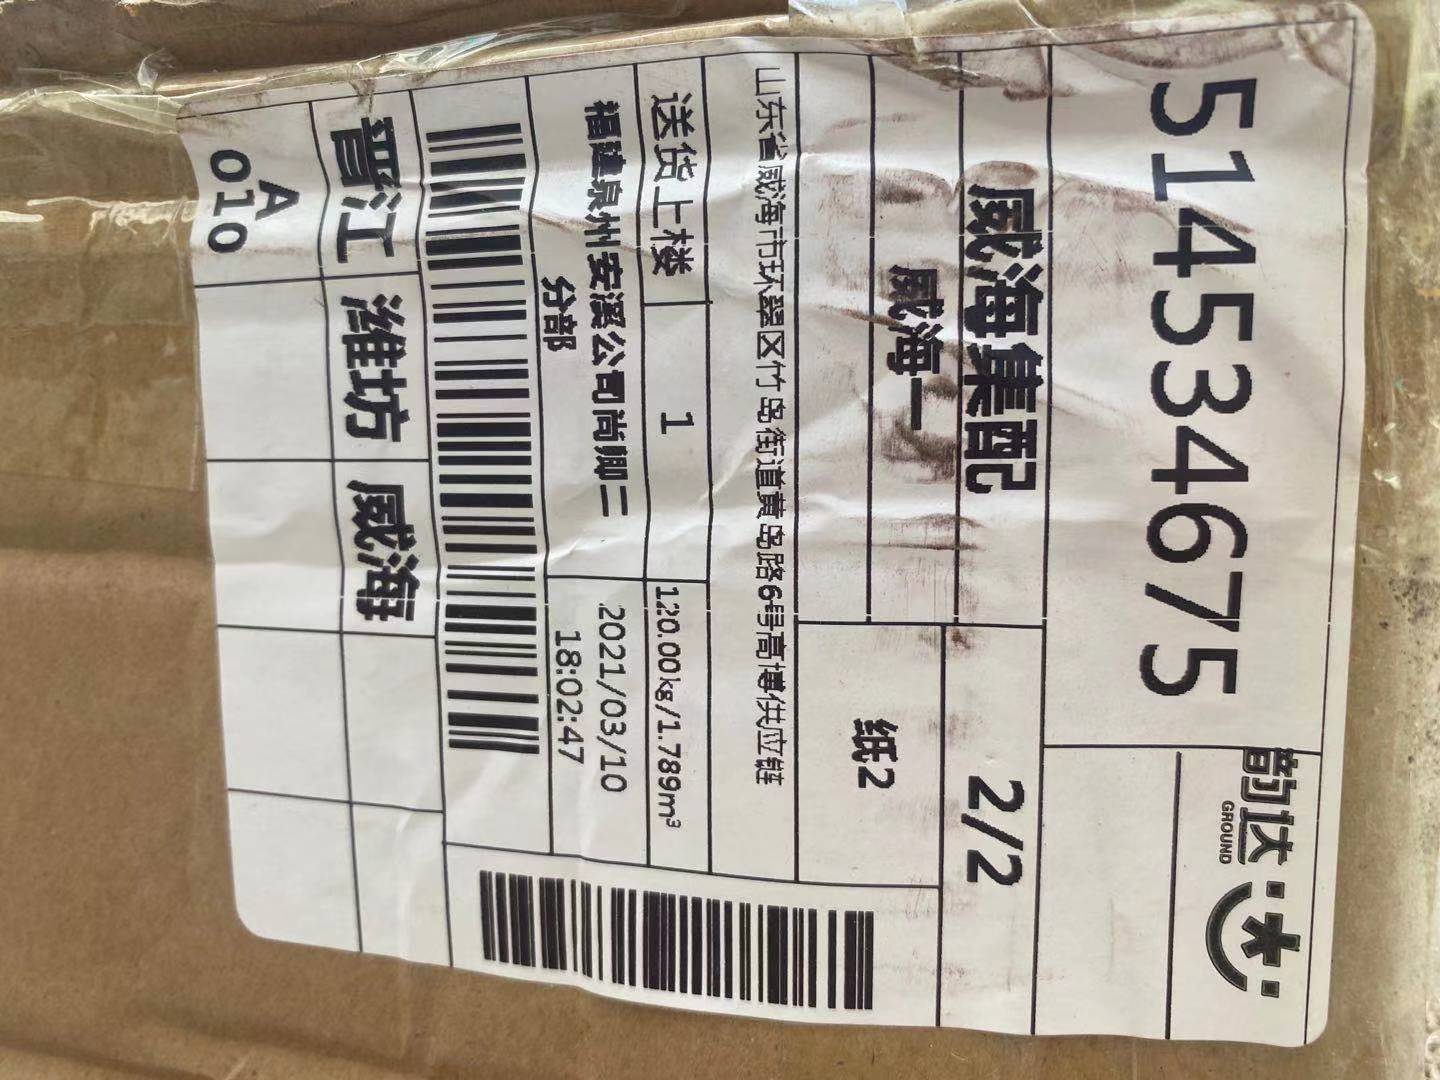 514534675
韵达
GROUND
威海集配
2/2
威海一
纸2
山东省威海市环翠区竹岛街道黄岛路6号高博供应链
送货上楼
1
120.00kg/1.789m³
福建泉州安溪公司尚卿二
分部
2021/03/10
18:02:47
晋江
潍坊
威海
A
010